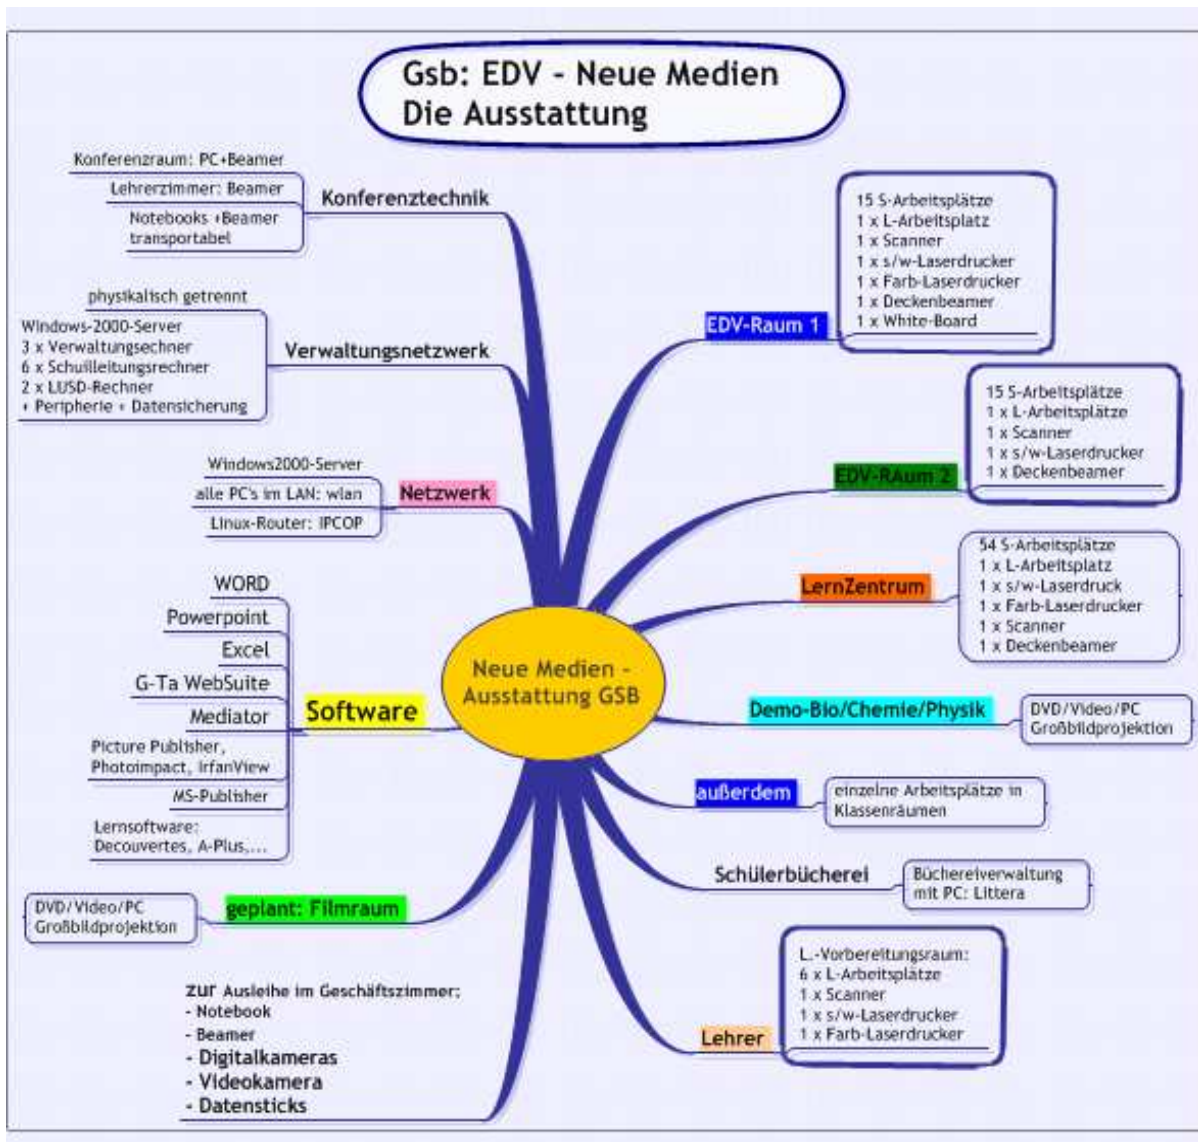 Gsb: EDV - Neue Medien
Die Ausstattung
Konferenzraum: PC+Beamer
Lehrerzimmer: Beamer
Notebooks +Beamer
transportabel
Konferenztechnik
physikalisch getrennt
Windows-2000-Server
3 x Verwaltungsechner
6 x Schuilleitungsrechner
2 x LUSD-Rechner
+ Peripherie + Datensicherung
Verwaltungsnetzwerk
Windows2000-Server
alle PC's im LAN: wlan
Linux-Router: IPCOP
Netzwerk
WORD
Powerpoint
Excel
G-Ta WebSuite
Mediator
Picture Publisher,
Photoimpact, IrfanView
MS-Publisher
Lernsoftware:
Decouvertes, A-Plus,...
Software
DVD/Video/PC
Großbildprojektion
geplant: Filmraum
zur Ausleihe im Geschäftszimmer:
- Notebook
- Beamer
- Digitalkameras
- Videokamera
- Datensticks
Neue Medien -
Ausstattung GSB
EDV-Raum 1
15 S-Arbeitsplätze
1 x L-Arbeitsplatz
1 x Scanner
1 x s/w-Laserdrucker
1 x Farb-Laserdrucker
1 x Deckenbeamer
1 x White-Board
EDV-RAum 2
15 S-Arbeitsplätze
1 x L-Arbeitsplätze
1 x Scanner
1 x s/w-Laserdrucker
1 x Deckenbeamer
LernZentrum
54 S-Arbeitsplätze
1 x L-Arbeitsplatz
1 x s/w-Laserdruck
1 x Farb-Laserdrucker
1 x Scanner
1 x Deckenbeamer
Demo-Bio/Chemie/Physik
DVD/Video/PC
Großbildprojektion
außerdem
einzelne Arbeitsplätze in
Klassenräumen
Schülerbücherei
Büchereiverwaltung
mit PC: Littera
Lehrer
L.-Vorbereitungsraum:
6 x L-Arbeitsplätze
1 x Scanner
1 x s/w-Laserdrucker
1 x Farb-Laserdrucker